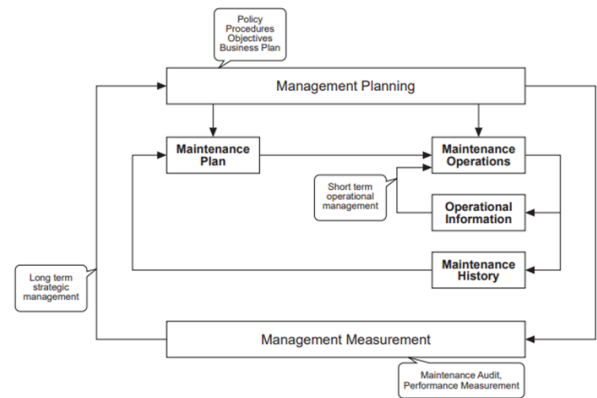 Policy
Procedures
Objectives
Business Plan
Management Planning
Maintenance
Plan
Maintenance
Operations
Short term
operational
management
Operational
Information
Maintenance
History
Long term
strategic
management
Management Measurement
Maintenance Audit,
Performance Measurement